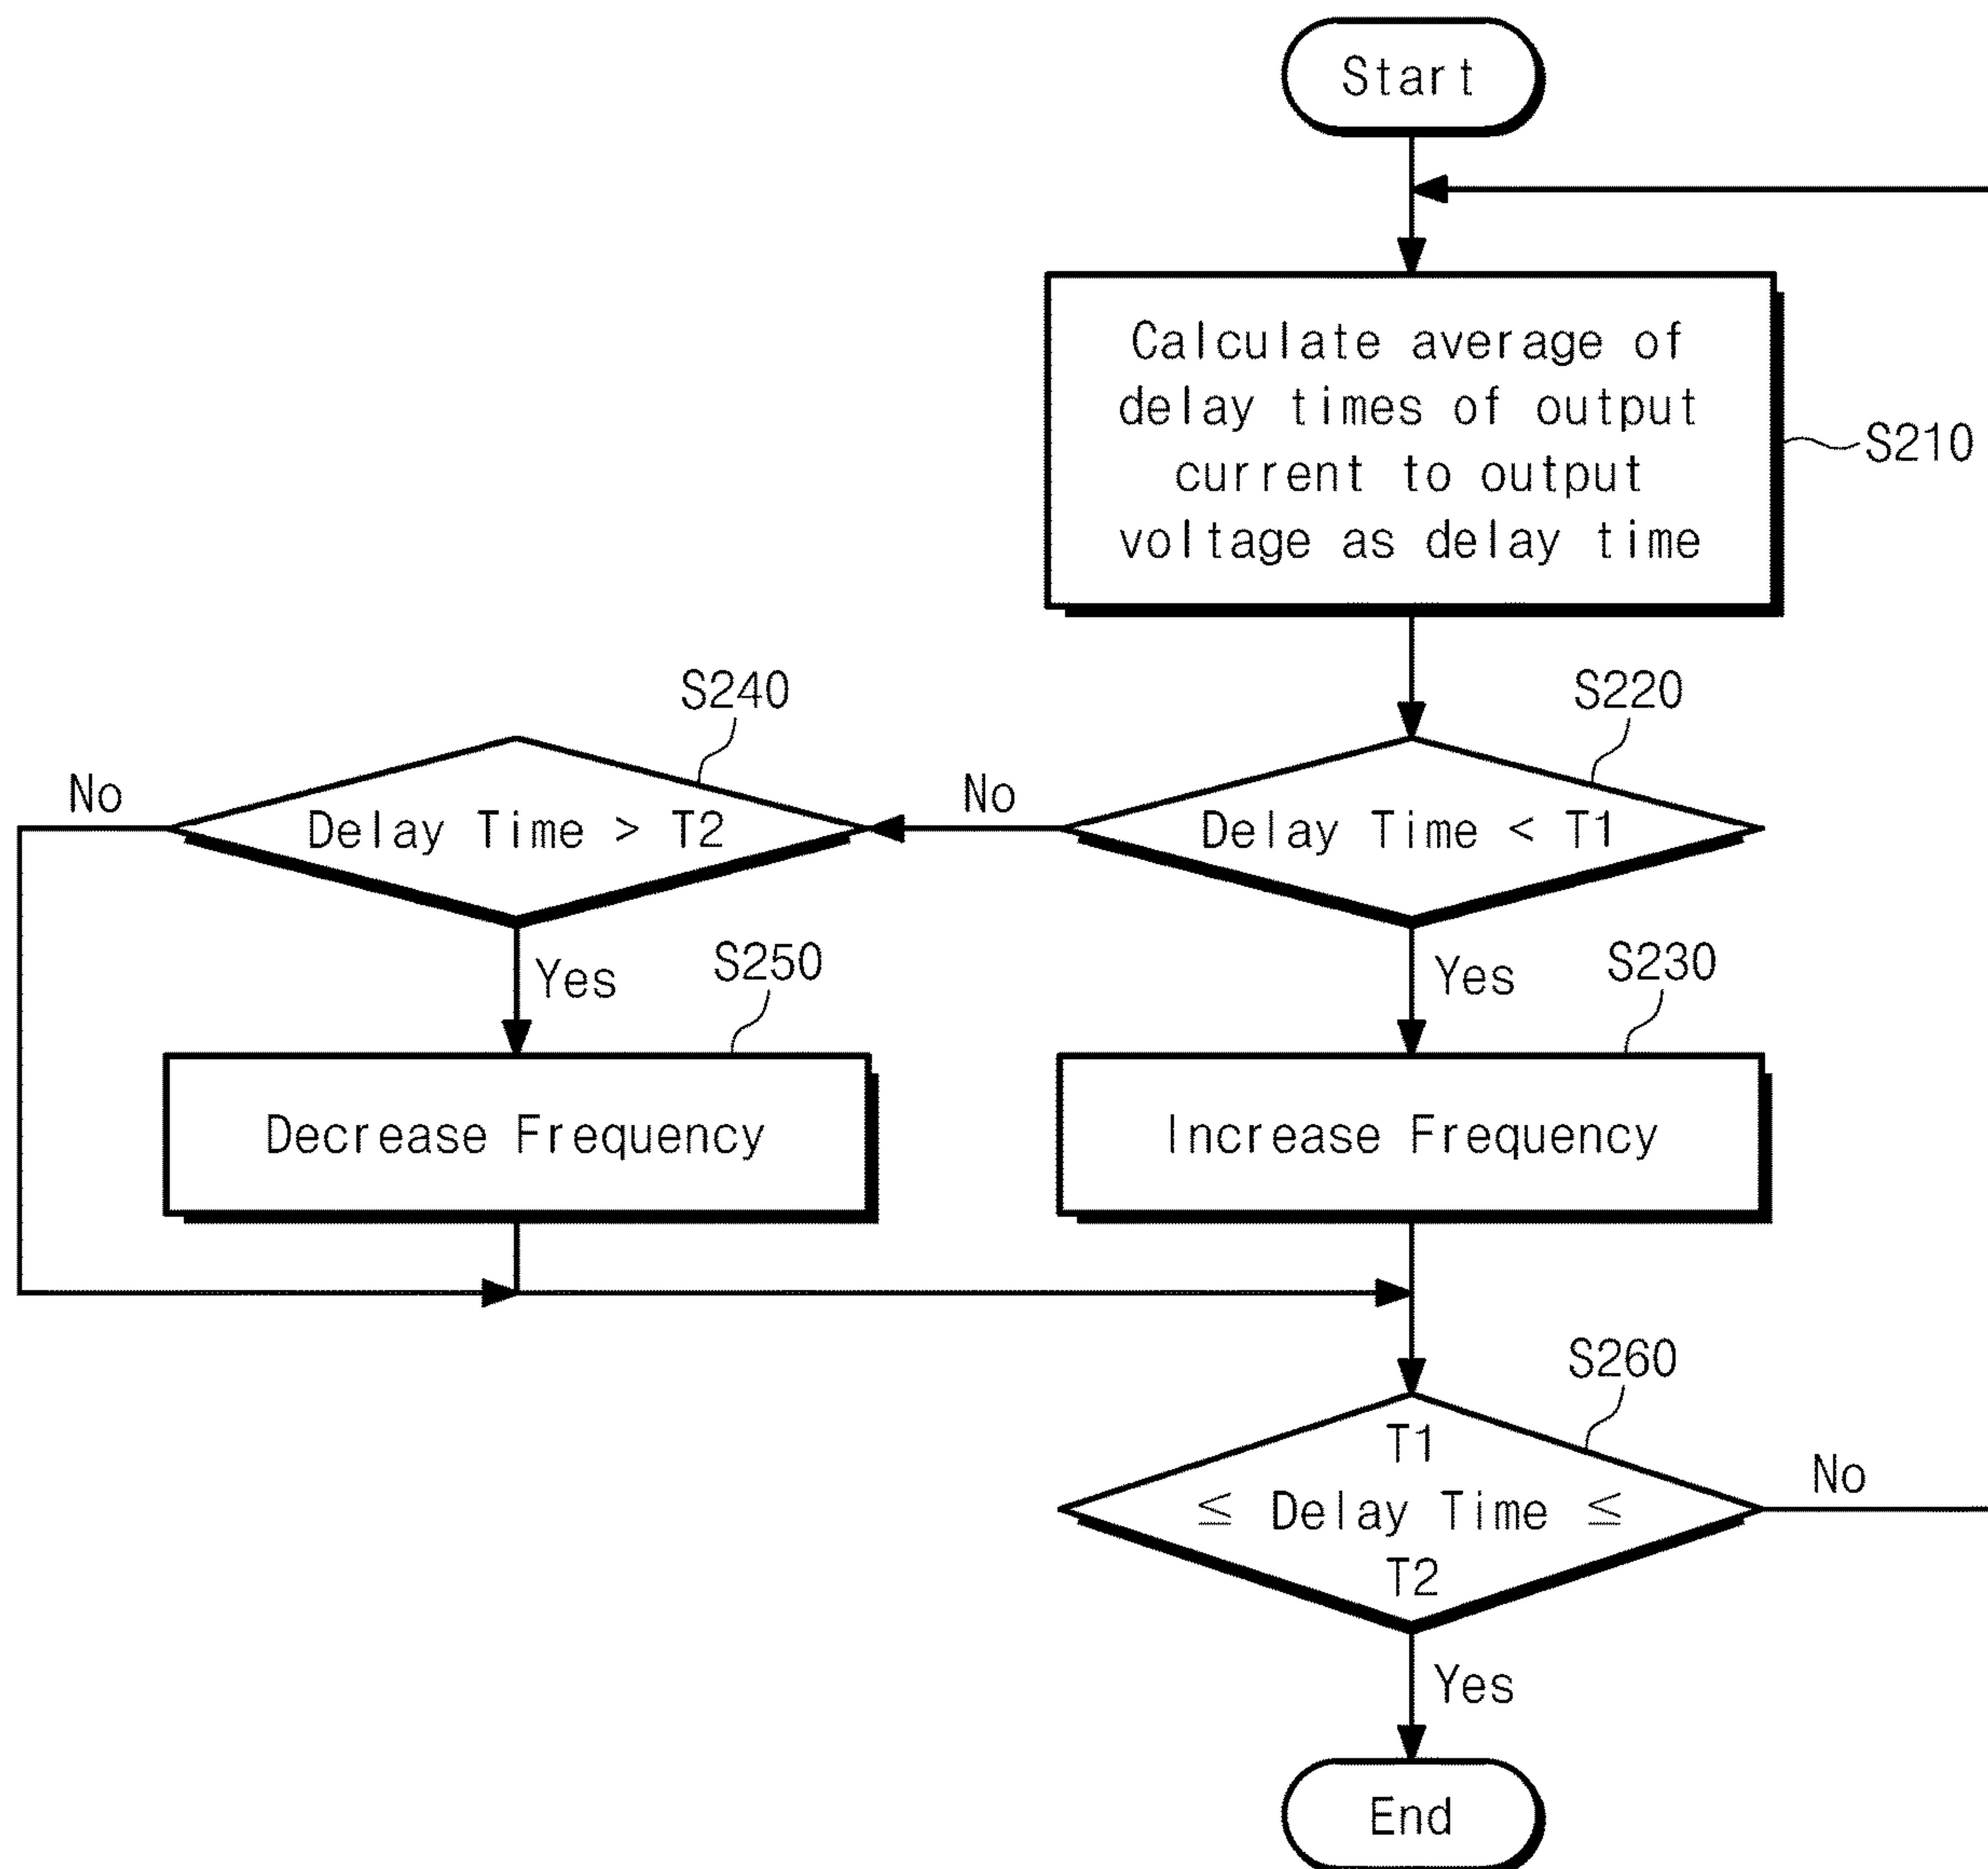 Start
Calculate average of
delay times of output
current to output
voltage as delay time
S210
S240
S220
No
Delay Time > T2
No
Delay Time < T1
Yes
S250
Yes
S230
Decrease Frequency
Increase Frequency
S260
T1
≤ Delay Time ≤
T2
No
Yes
End